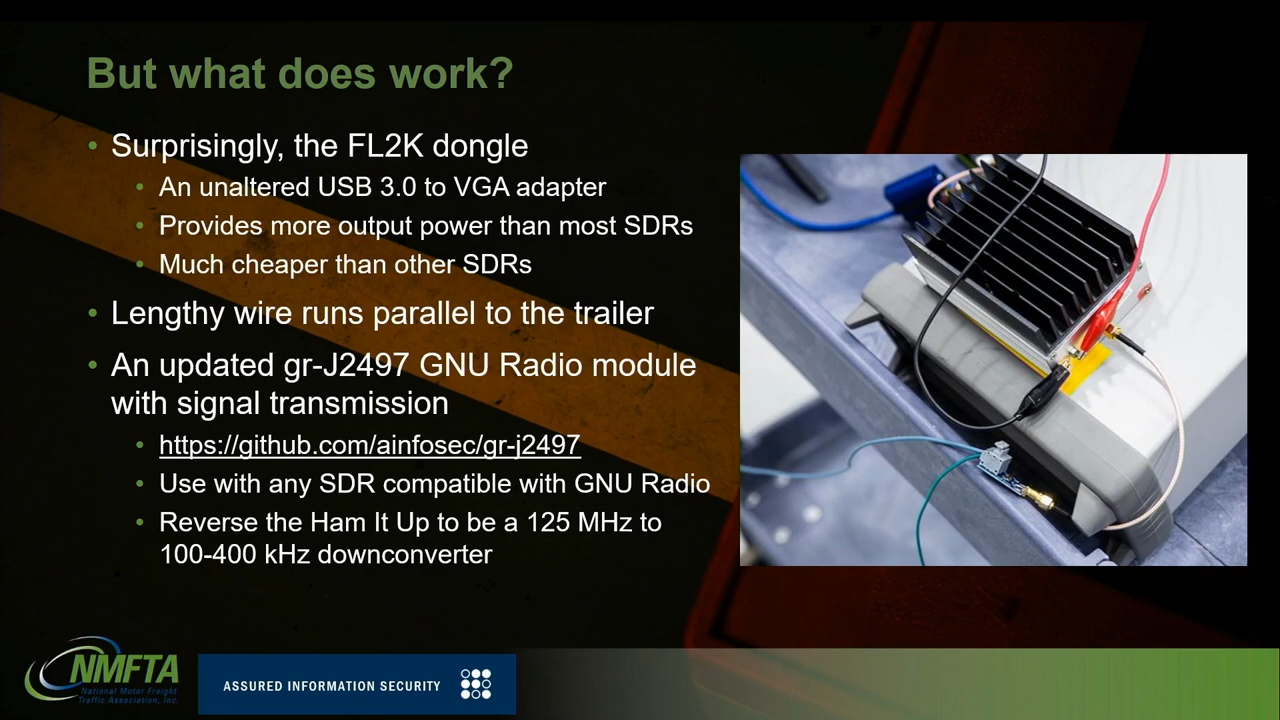 But what does work?
Surprisingly, the FL2K dongle
An unaltered USB 3.0 to VGA adapter
Provides more output power than most SDRs
Much cheaper than other SDRs
Lengthy wire runs parallel to the trailer
An updated gr-J2497 GNU Radio module
with signal transmission
https://github.com/ainfosec/gr-j2497
Use with any SDR compatible with GNU Radio
Reverse the Ham It Up to be a 125 MHz to
100-400 kHz downconverter
NMFTA
National Motor Freight
Traffic Association, Inc.
ASSURED INFORMATION SECURITY